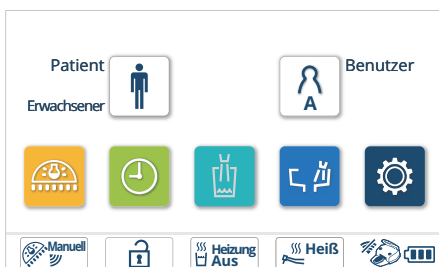 Patient
Benutzer
Erwachsener
A
Manuell
Heizung
Aus
Heiß